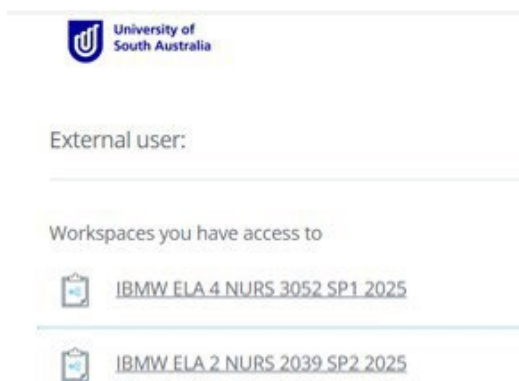 University of
South Australia
External user:
Workspaces you have access to
IBMW ELA 4 NURS 3052 SP1 2025
IBMW ELA 2 NURS 2039 SP2 2025